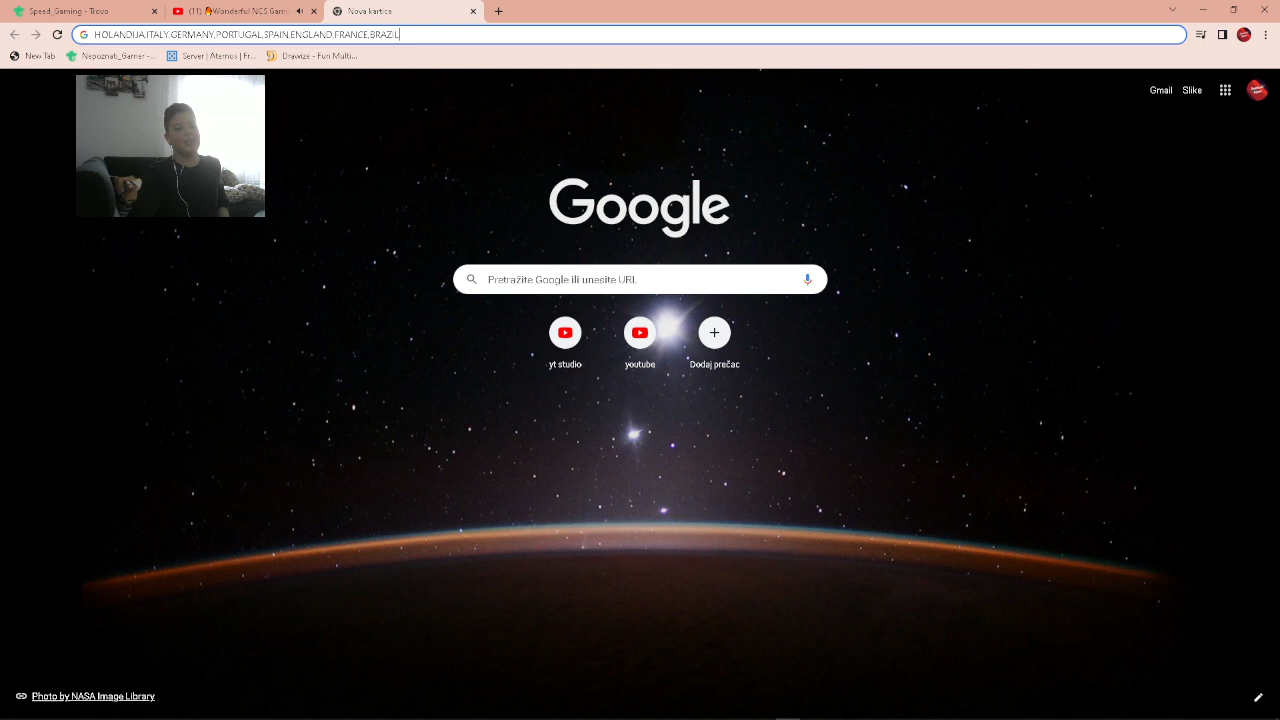 Speed_Gaming - Trovo
(11) 🔥Wonderful NCS Gam
Nova kartica
HOLANDIJA,ITALY,GERMANY,PORTUGAL,SPAIN,ENGLAND,FRANCE,BRAZIL
New Tab
Nepoznati_Gamer -...
Server | Aternos | Fr...
Drawize - Fun Multi...
Gmail
Slike
Google
Pretražite Google ili unesite URL
yt studio
youtube
Dodaj prečac
Photo by NASA Image Library